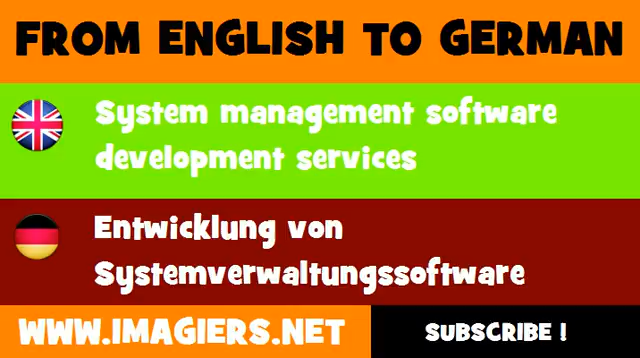 FROM ENGLISH TO GERMAN
System management software
development services
Entwicklung von
Systemverwaltungssoftware
WWW.IMAGIERS.NET
SUBSCRIBE !